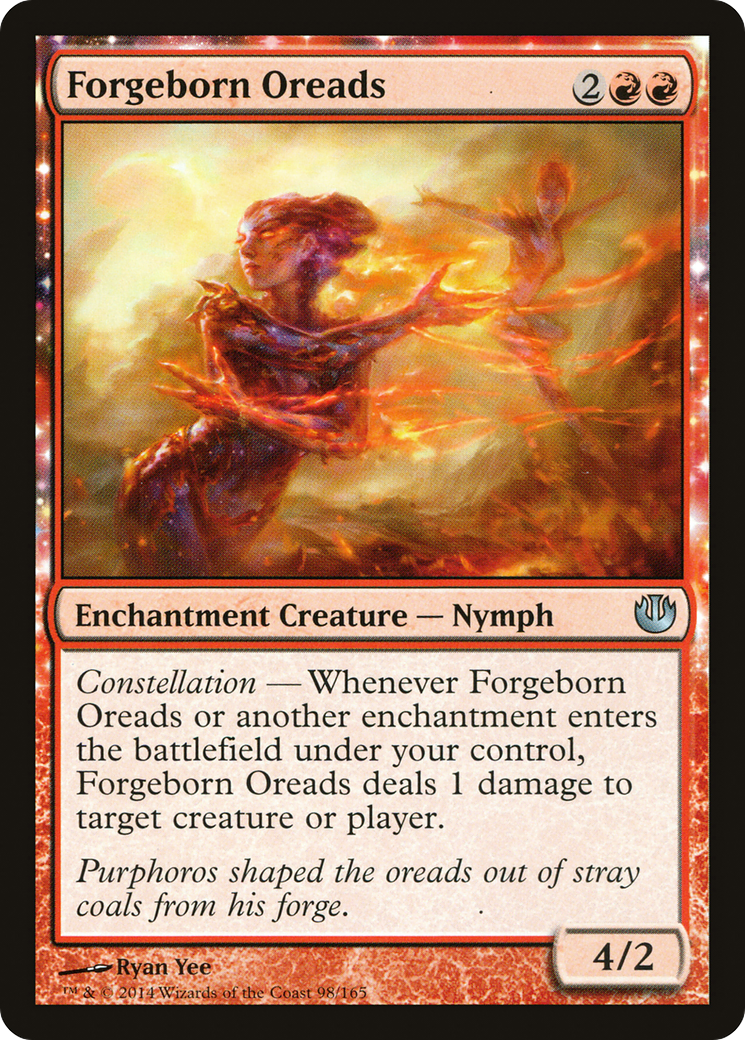 Forgeborn Oreads
2
Enchantment Creature — Nymph
Constellation — Whenever Forgeborn
Oreads or another enchantment enters
the battlefield under your control,
Forgeborn Oreads deals 1 damage to
target creature or player.
Purphoros shaped the oreads out of stray
coals from his forge.
4/2
Ryan Yee
™ & © 2014 Wizards of the Coast 98/165